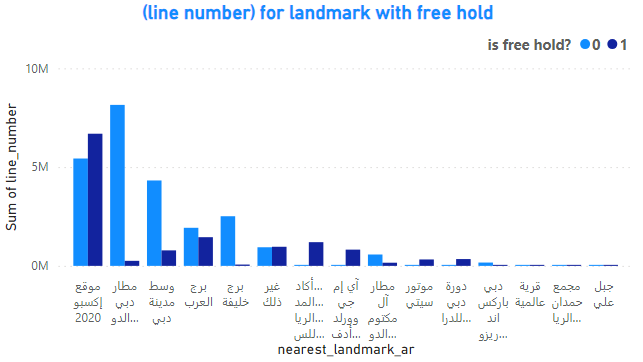 (line number) for landmark with free hold
is free hold? 0 1
10M
5M
0M
Sum of line_number
موقع
إكسبو
2020
مطار
دبي
الدو...
وسط
مدينة
دبي
برج
العرب
برج
خليفة
غير
ذلك
أكاد...
المد...
الريا...
للس...
آي إم
جي
وورلد
أدف...
مطار
آل
مكتوم
الدو...
موتور
سيتي
دورة
دبي
للدرا...
دبي
باركس
اند
ريزو...
قرية
عالمية
مجمع
حمدان
الريا...
جبل
علي
nearest_landmark_ar